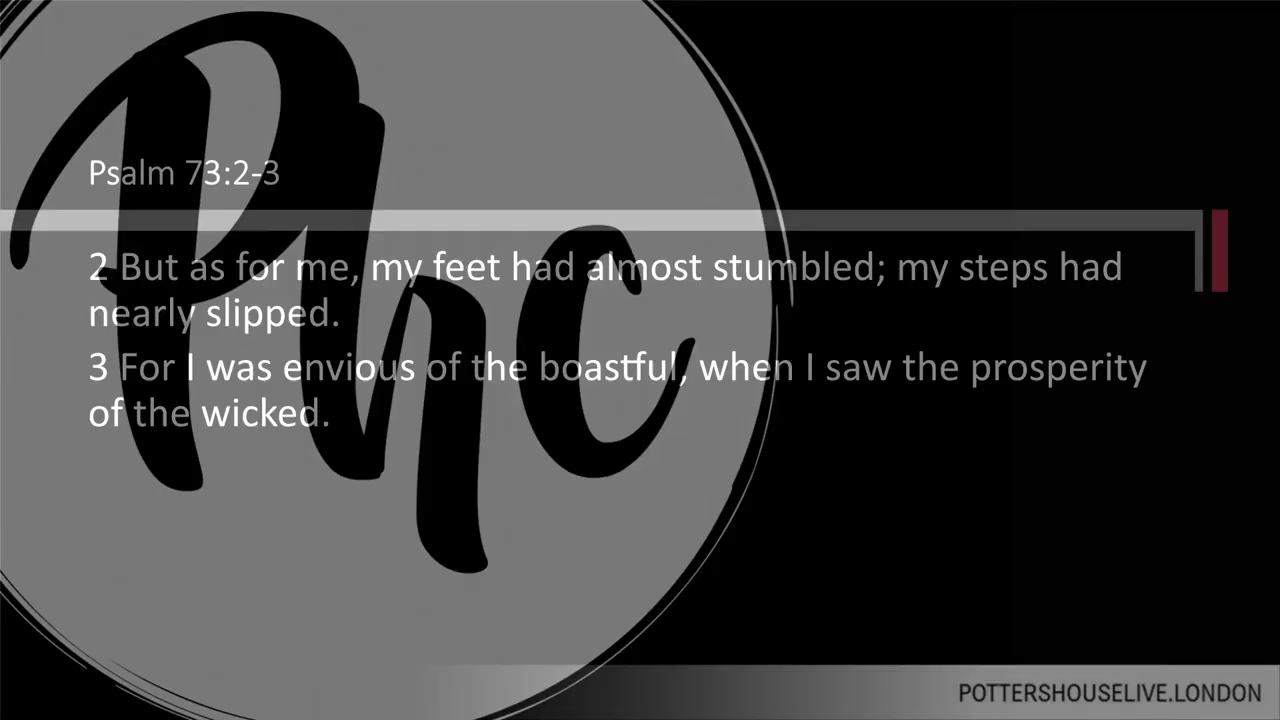 Phc
Psalm 73:2-3
2 But as for me, my feet had almost stumbled; my steps had
nearly slipped.
3 For I was envious of the boastful, when I saw the prosperity
of the wicked.
POTTERSHOUSELIVE.LONDON